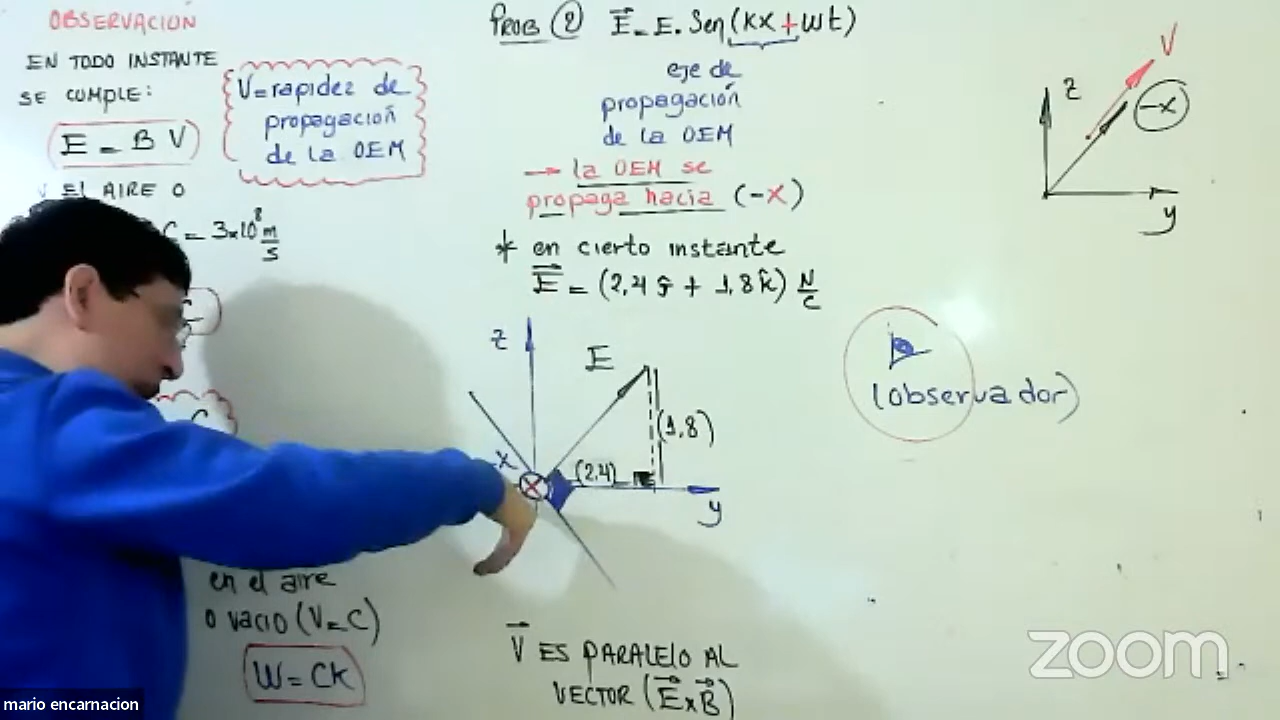 OBSERVACION
EN TODO INSTANTE
SE CUMPLE:
E = B V
V=rapidez de
propagación
de la OEM
EL AIRE O
C = 3x10⁸ m/s
en el aire
o vacio (V=C)
W = CK
PROB ② E⃗ = E₀ Sen(kx+wt)
eje de
propagación
de la OEM
→ la OEM se
propaga hacia (-x)
* en cierto instante
E⃗ = (2,4 ĵ + 1,8 k̂) N/C
z
E
(1,8)
-x
(2,4)
y
V⃗ ES PARALELO AL
VECTOR (E⃗xB⃗)
V
z
-x
y
(observador)
zoom
mario encarnacion